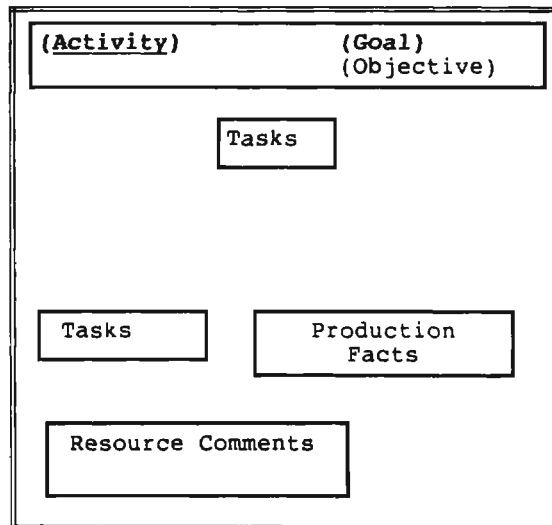 (Activity) (Goal)
(Objective)
Tasks
Tasks Production
Facts
Resource Comments